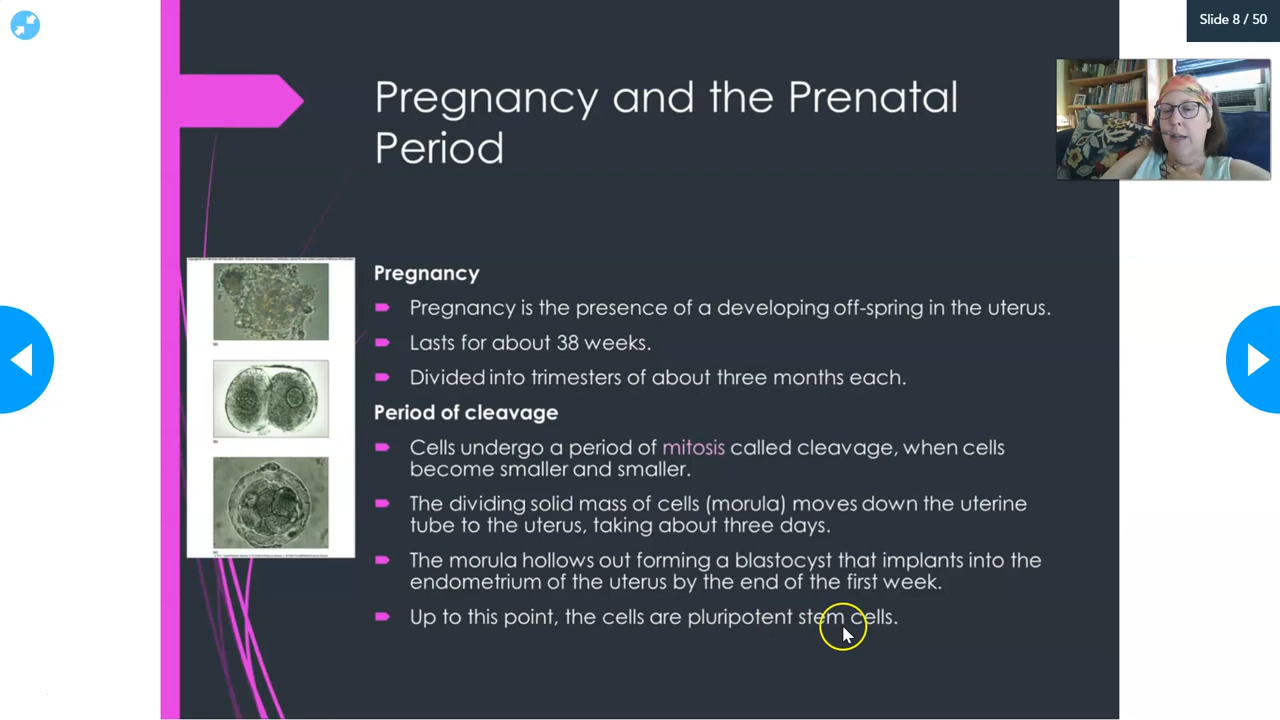 Slide 8 / 50
Pregnancy and the Prenatal
Period
Pregnancy
Pregnancy is the presence of a developing off-spring in the uterus.
Lasts for about 38 weeks.
Divided into trimesters of about three months each.
Period of cleavage
Cells undergo a period of mitosis called cleavage, when cells
become smaller and smaller.
The dividing solid mass of cells (morula) moves down the uterine
tube to the uterus, taking about three days.
The morula hollows out forming a blastocyst that implants into the
endometrium of the uterus by the end of the first week.
Up to this point, the cells are pluripotent stem cells.